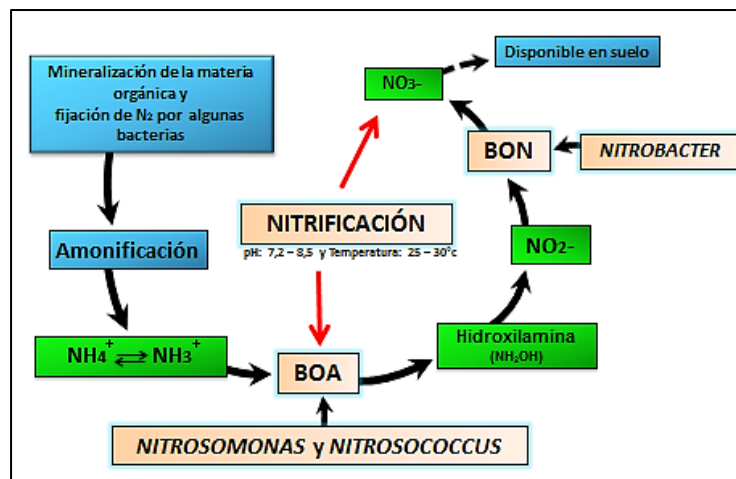 Mineralización de la materia
orgánica y
fijación de N₂ por algunas
bacterias
Amonificación
NH₄⁺ ⇌ NH₃⁺
BOA
NITROSOMONAS y NITROSOCOCCUS
NITRIFICACIÓN
pH: 7,2 – 8,5 y Temperatura: 25 – 30°c
Hidroxilamina
(NH₂OH)
NO₂-
BON
NITROBACTER
NO₃-
Disponible en suelo